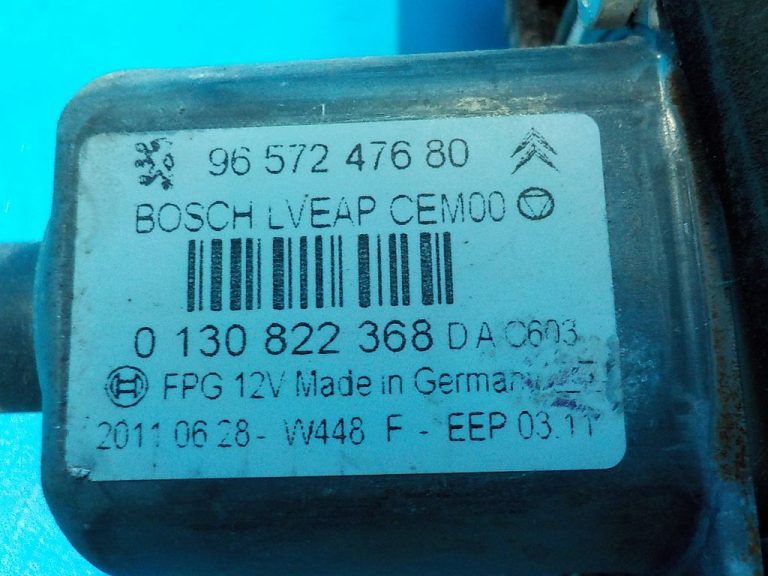 96 572 476 80
BOSCH LVEAP CEM00
0 130 822 368 D A C603
FPG 12V Made in German
2011 06 28 - W448 F - EEP 03.11